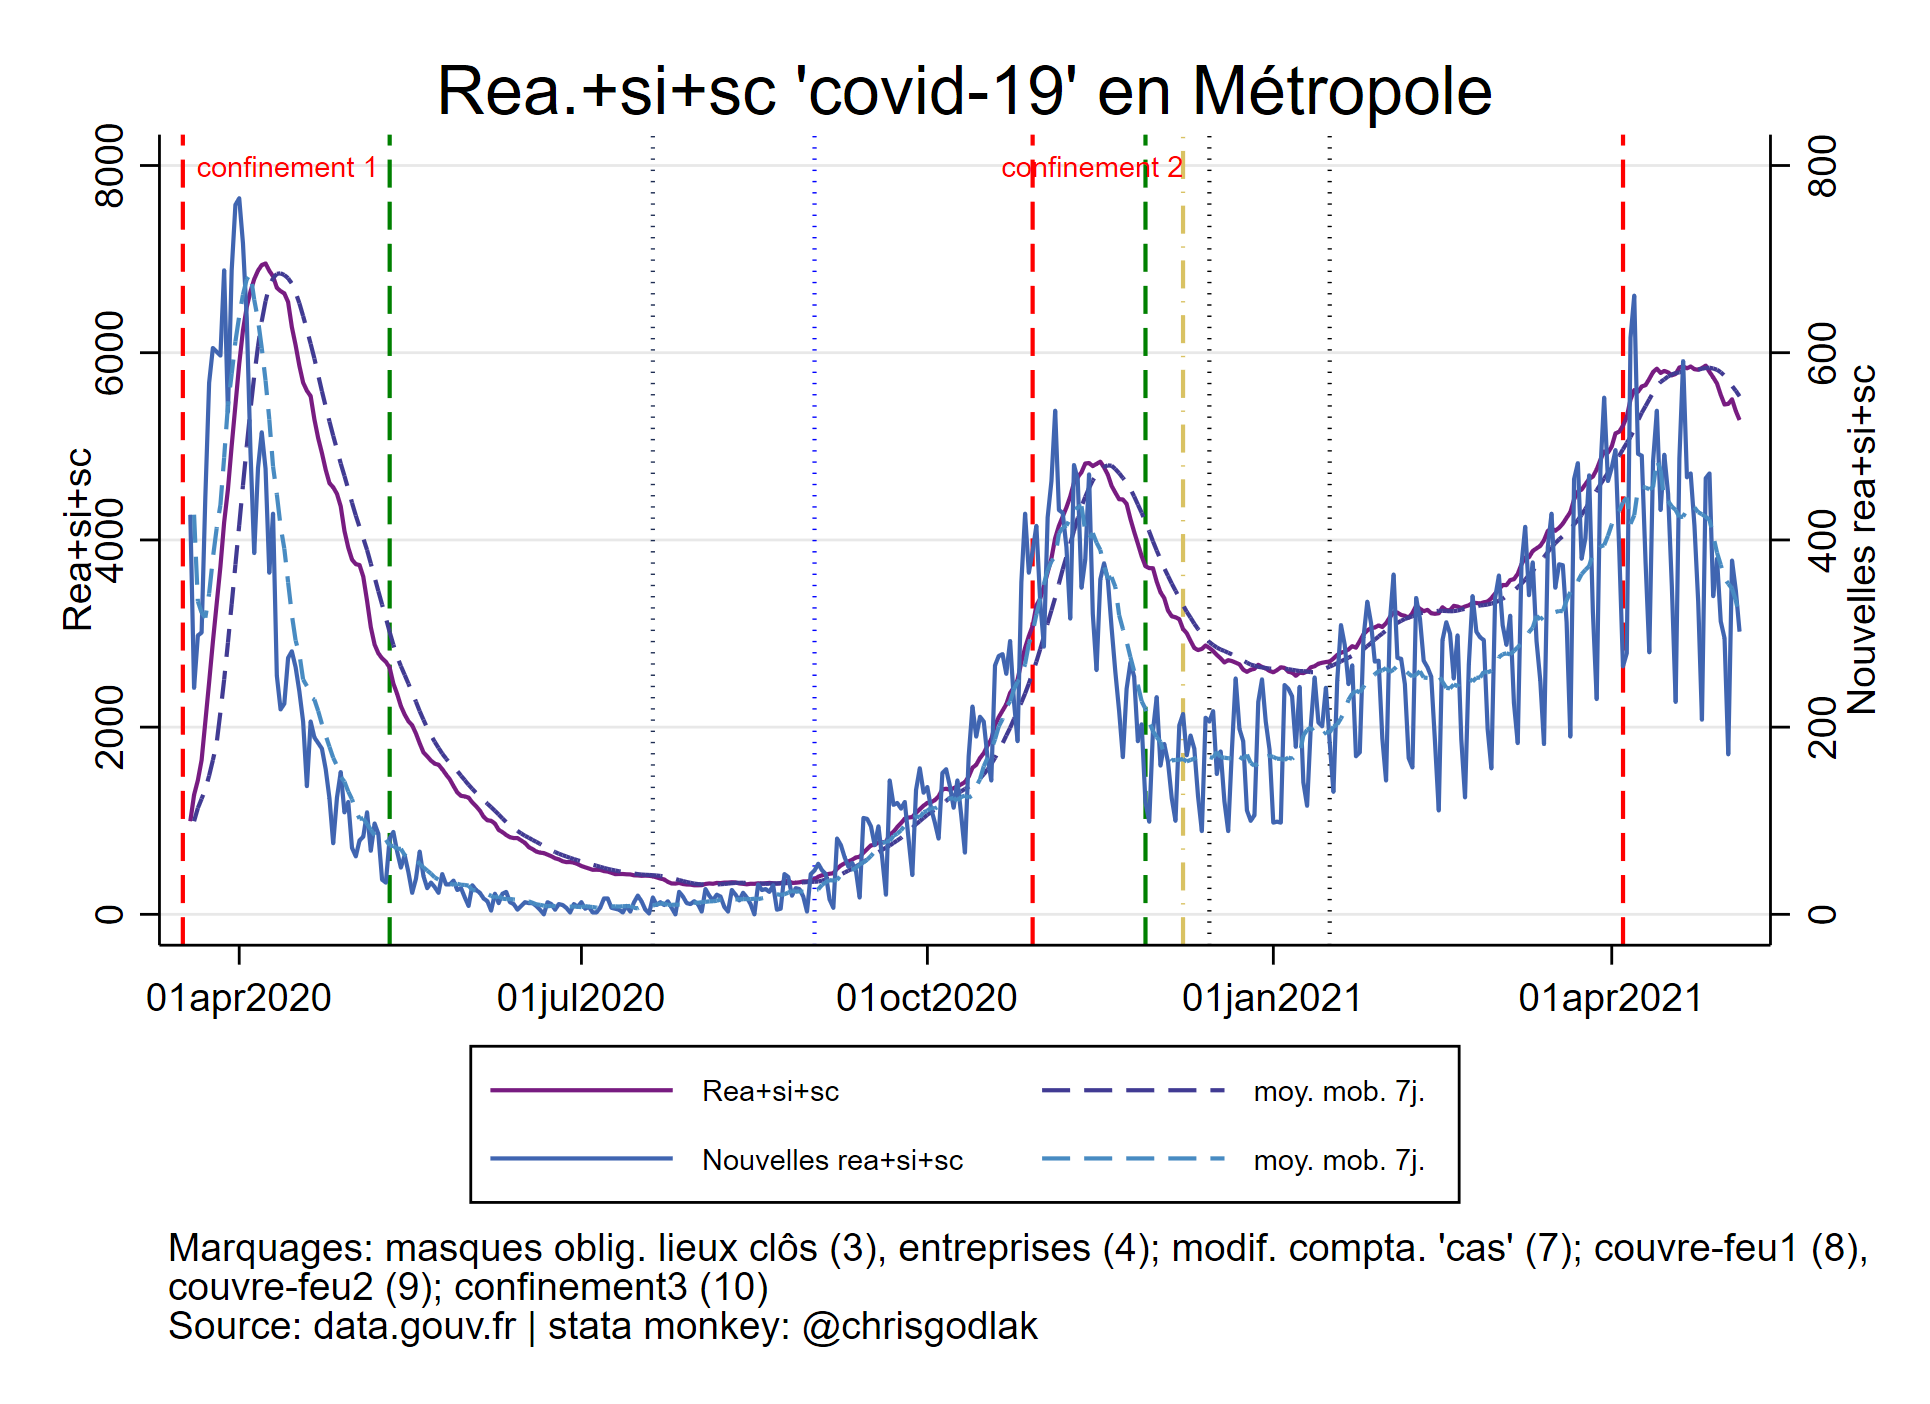 Rea.+si+sc 'covid-19' en Métropole
confinement 1
confinement 2
8000
6000
4000
2000
0
Rea+si+sc
800
600
400
200
0
Nouvelles rea+si+sc
01apr2020
01jul2020
01oct2020
01jan2021
01apr2021
Rea+si+sc
moy. mob. 7j.
Nouvelles rea+si+sc
moy. mob. 7j.
Marquages: masques oblig. lieux clôs (3), entreprises (4); modif. compta. 'cas' (7); couvre-feu1 (8),
couvre-feu2 (9); confinement3 (10)
Source: data.gouv.fr | stata monkey: @chrisgodlak